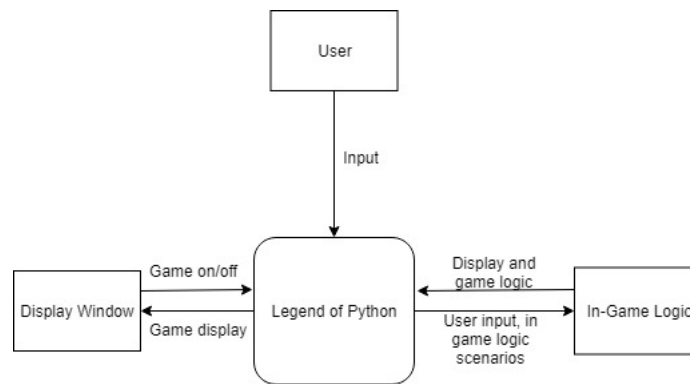 User
Input
Game on/off
Display and
game logic
Display Window
Legend of Python
In-Game Logic
Game display
User input, in
game logic
scenarios